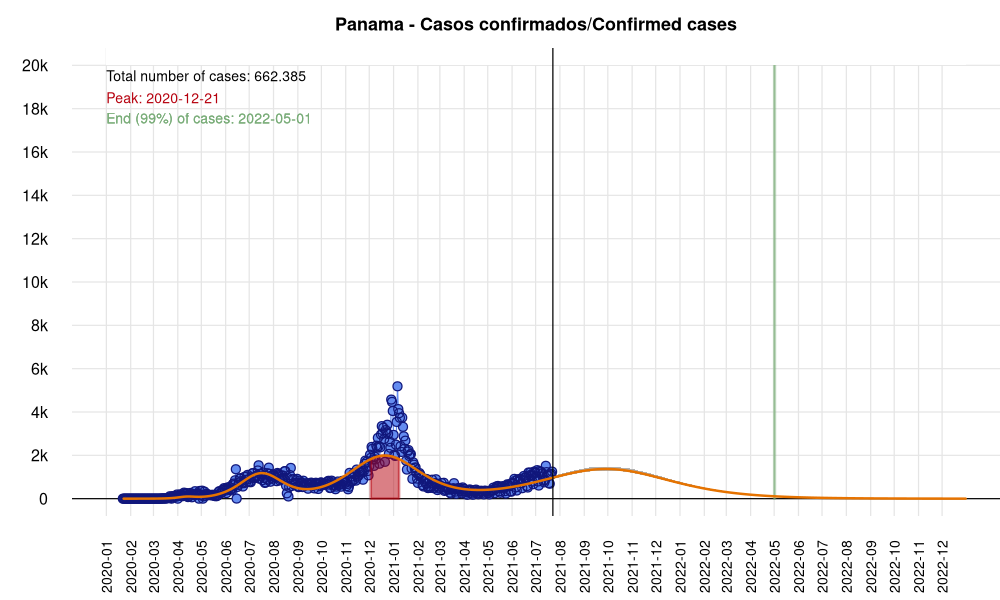 Panama - Casos confirmados/Confirmed cases
Total number of cases: 662.385
Peak: 2020-12-21
End (99%) of cases: 2022-05-01
20k
18k
16k
14k
12k
10k
8k
6k
4k
2k
0
2020-01
2020-02
2020-03
2020-04
2020-05
2020-06
2020-07
2020-08
2020-09
2020-10
2020-11
2020-12
2021-01
2021-02
2021-03
2021-04
2021-05
2021-06
2021-07
2021-08
2021-09
2021-10
2021-11
2021-12
2022-01
2022-02
2022-03
2022-04
2022-05
2022-06
2022-07
2022-08
2022-09
2022-10
2022-11
2022-12